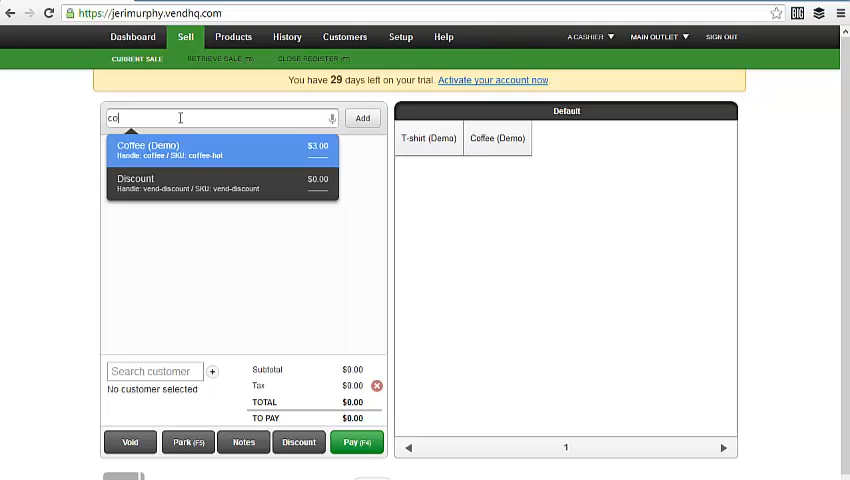 https://jerimurphy.vendhq.com
BIG
Dashboard Sell Products History Customers Setup Help A CASHIER MAIN OUTLET SIGN OUT
CURRENT SALE RETRIEVE SALE (F6) CLOSE REGISTER (F7)
You have 29 days left on your trial. Activate your account now.
co Add
Default
Coffee (Demo) $3.00
Handle: coffee / SKU: coffee-hot
Discount $0.00
Handle: vend-discount / SKU: vend-discount
T-shirt (Demo) Coffee (Demo)
Search customer +
No customer selected
Subtotal $0.00
Tax $0.00
TOTAL $0.00
TO PAY $0.00
Void Park (F5) Notes Discount Pay (F4)
1